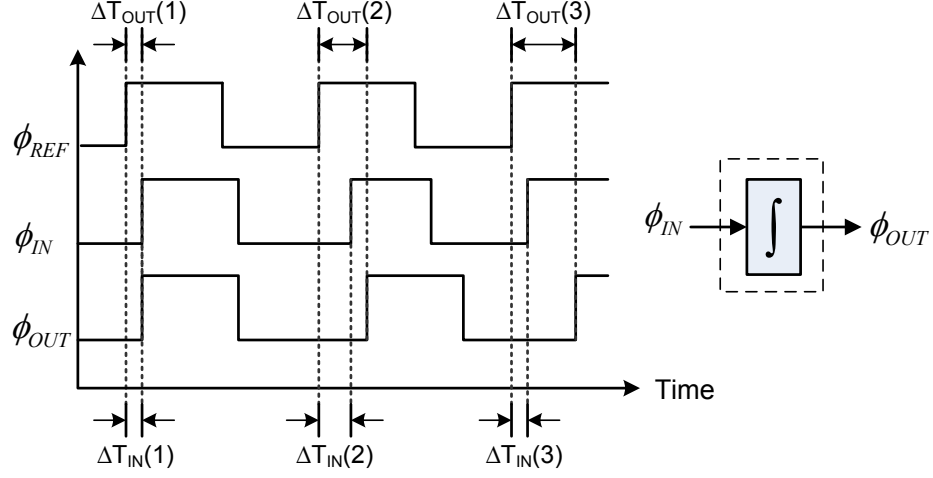 ΔT_OUT(1) ΔT_OUT(2) ΔT_OUT(3)
ϕ_REF
ϕ_IN
ϕ_OUT
Time
ΔT_IN(1) ΔT_IN(2) ΔT_IN(3)
ϕ_IN ∫ ϕ_OUT